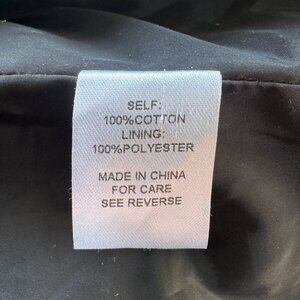 SELF:
100%COTTON
LINING:
100%POLYESTER
MADE IN CHINA
FOR CARE
SEE REVERSE